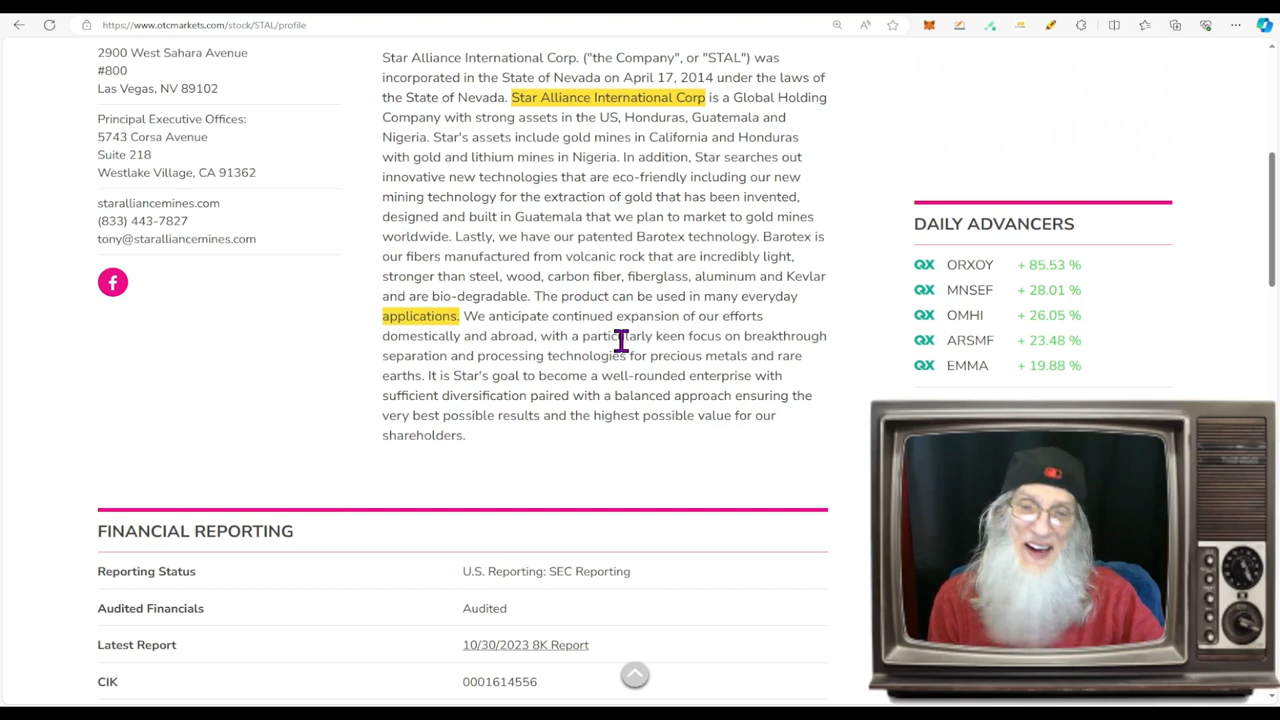 https://www.otcmarkets.com/stock/STAL/profile
2900 West Sahara Avenue
#800
Las Vegas, NV 89102
Principal Executive Offices:
5743 Corsa Avenue
Suite 218
Westlake Village, CA 91362
staralliancemines.com
(833) 443-7827
tony@staralliancemines.com
Star Alliance International Corp. ("the Company", or "STAL") was
incorporated in the State of Nevada on April 17, 2014 under the laws of
the State of Nevada. Star Alliance International Corp is a Global Holding
Company with strong assets in the US, Honduras, Guatemala and
Nigeria. Star's assets include gold mines in California and Honduras
with gold and lithium mines in Nigeria. In addition, Star searches out
innovative new technologies that are eco-friendly including our new
mining technology for the extraction of gold that has been invented,
designed and built in Guatemala that we plan to market to gold mines
worldwide. Lastly, we have our patented Barotex technology. Barotex is
our fibers manufactured from volcanic rock that are incredibly light,
stronger than steel, wood, carbon fiber, fiberglass, aluminum and Kevlar
and are bio-degradable. The product can be used in many everyday
applications. We anticipate continued expansion of our efforts
domestically and abroad, with a particularly keen focus on breakthrough
separation and processing technologies for precious metals and rare
earths. It is Star's goal to become a well-rounded enterprise with
sufficient diversification paired with a balanced approach ensuring the
very best possible results and the highest possible value for our
shareholders.
DAILY ADVANCERS
QX ORXOY + 85.53 %
QX MNSEF + 28.01 %
QX OMHI + 26.05 %
QX ARSMF + 23.48 %
QX EMMA + 19.88 %
FINANCIAL REPORTING
Reporting Status U.S. Reporting: SEC Reporting
Audited Financials Audited
Latest Report 10/30/2023 8K Report
CIK 0001614556